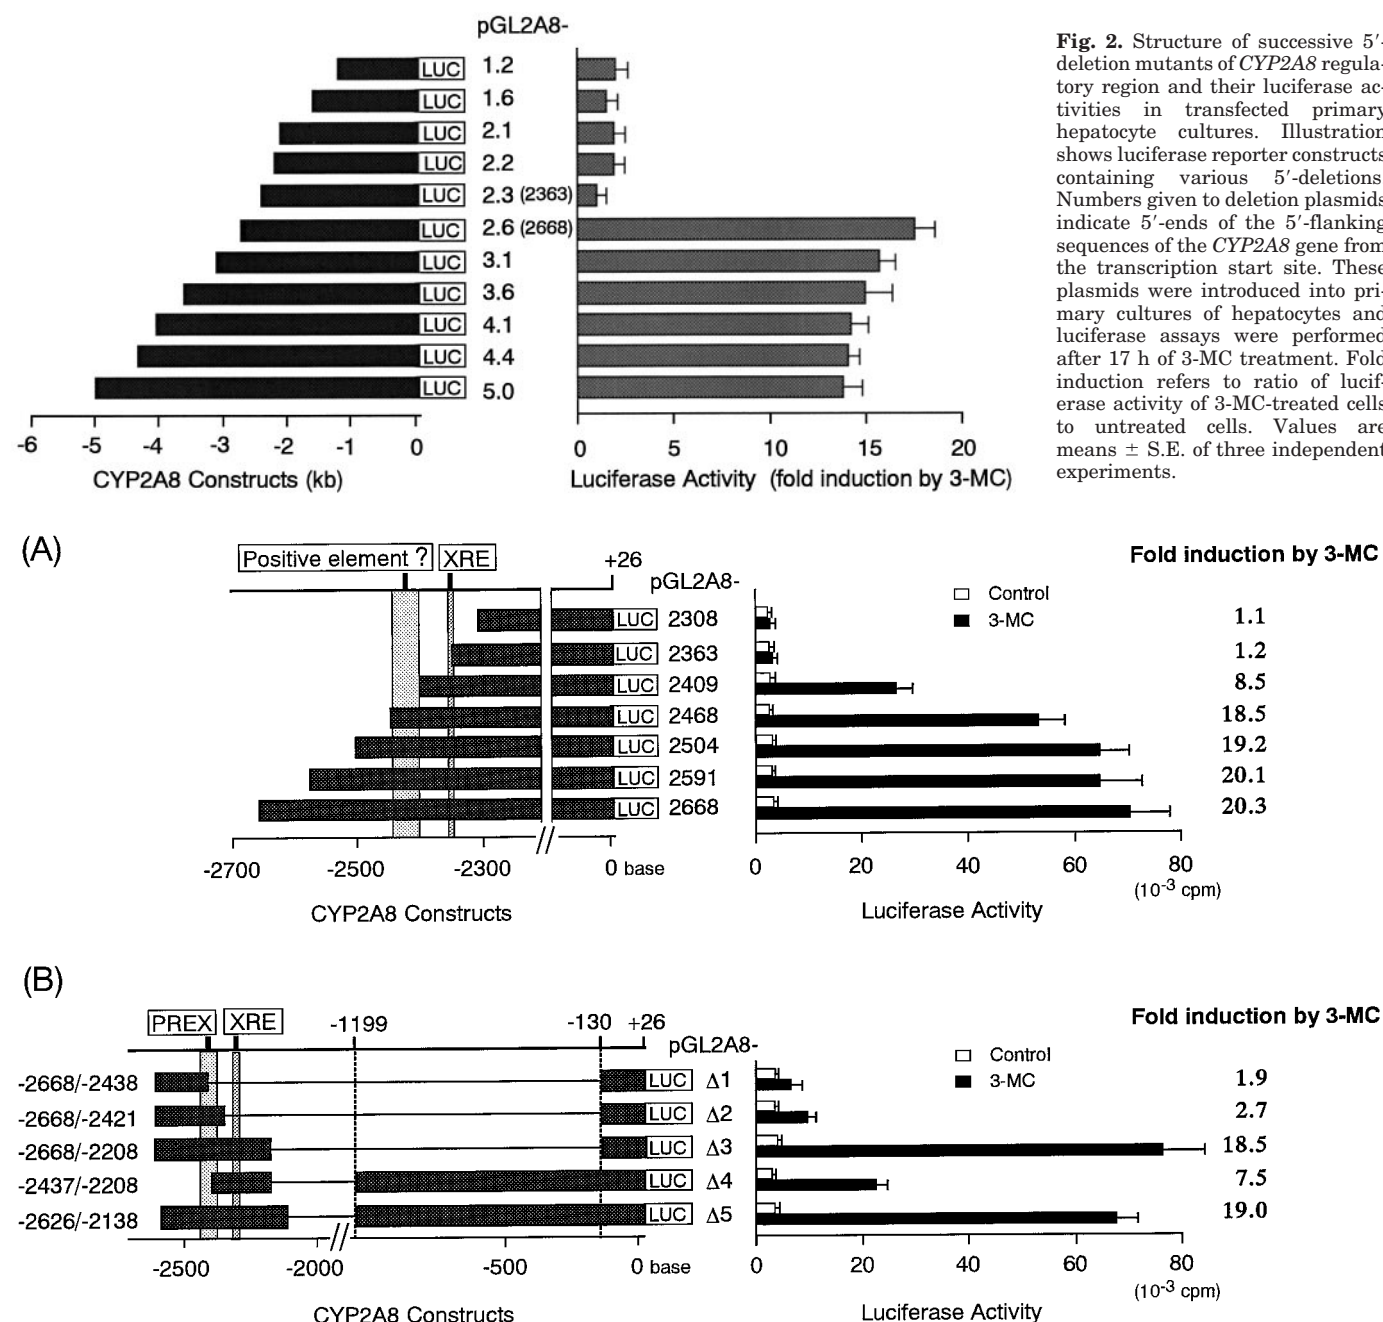 pGL2A8-
LUC 1.2
LUC 1.6
LUC 2.1
LUC 2.2
LUC 2.3 (2363)
LUC 2.6 (2668)
LUC 3.1
LUC 3.6
LUC 4.1
LUC 4.4
LUC 5.0
-6 -5 -4 -3 -2 -1 0
CYP2A8 Constructs (kb)
0 5 10 15 20
Luciferase Activity (fold induction by 3-MC)
Fig. 2. Structure of successive 5′-
deletion mutants of CYP2A8 regula-
tory region and their luciferase ac-
tivities in transfected primary
hepatocyte cultures. Illustration
shows luciferase reporter constructs
containing various 5′-deletions
Numbers given to deletion plasmids
indicate 5′-ends of the 5′-flanking
sequences of the CYP2A8 gene from
the transcription start site. These
plasmids were introduced into pri-
mary cultures of hepatocytes and
luciferase assays were performed
after 17 h of 3-MC treatment. Fold
induction refers to ratio of lucif-
erase activity of 3-MC-treated cells
to untreated cells. Values are
means ± S.E. of three independent
experiments.
(A)
Positive element ? XRE +26
pGL2A8-
Fold induction by 3-MC
Control
3-MC
LUC 2308 1.1
LUC 2363 1.2
LUC 2409 8.5
LUC 2468 18.5
LUC 2504 19.2
LUC 2591 20.1
LUC 2668 20.3
-2700 -2500 -2300 0 base
CYP2A8 Constructs
0 20 40 60 80
(10-3 cpm)
Luciferase Activity
(B)
PREX XRE -1199 -130 +26
pGL2A8-
Fold induction by 3-MC
Control
3-MC
-2668/-2438 LUC Δ1 1.9
-2668/-2421 LUC Δ2 2.7
-2668/-2208 LUC Δ3 18.5
-2437/-2208 LUC Δ4 7.5
-2626/-2138 LUC Δ5 19.0
-2500 -2000 -500 0 base
CYP2A8 Constructs
0 20 40 60 80
(10-3 cpm)
Luciferase Activity